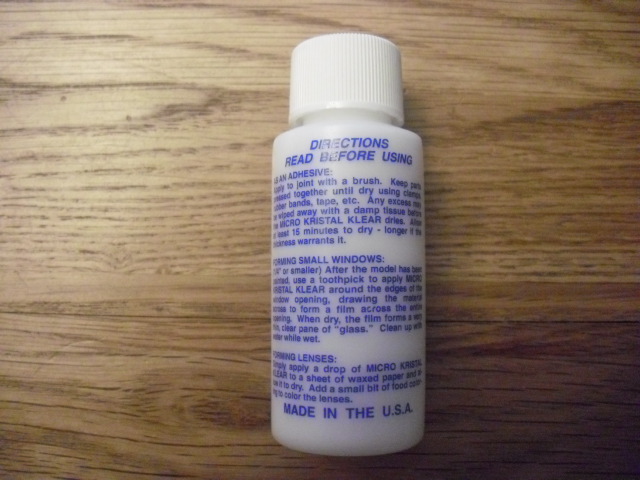 DIRECTIONS
READ BEFORE USING
AS AN ADHESIVE:
to joint with a brush. Keep parts
pressed together until dry using clamps,
rubber bands, tape, etc. Any excess may
be wiped away with a damp tissue before
the MICRO KRISTAL KLEAR dries. Allow
at least 15 minutes to dry - longer if the
thickness warrants it.
FORMING SMALL WINDOWS:
(1/4" or smaller) After the model has been
painted, use a toothpick to apply MICRO
KRISTAL KLEAR around the edges of the
window opening, drawing the material
across to form a film across the entire
opening. When dry, the film forms a very
thin, clear pane of "glass." Clean up with
water while wet.
FORMING LENSES:
Simply apply a drop of MICRO KRISTAL
KLEAR to a sheet of waxed paper and
it to dry. Add a small bit of food
to color the lenses.
MADE IN THE U.S.A.